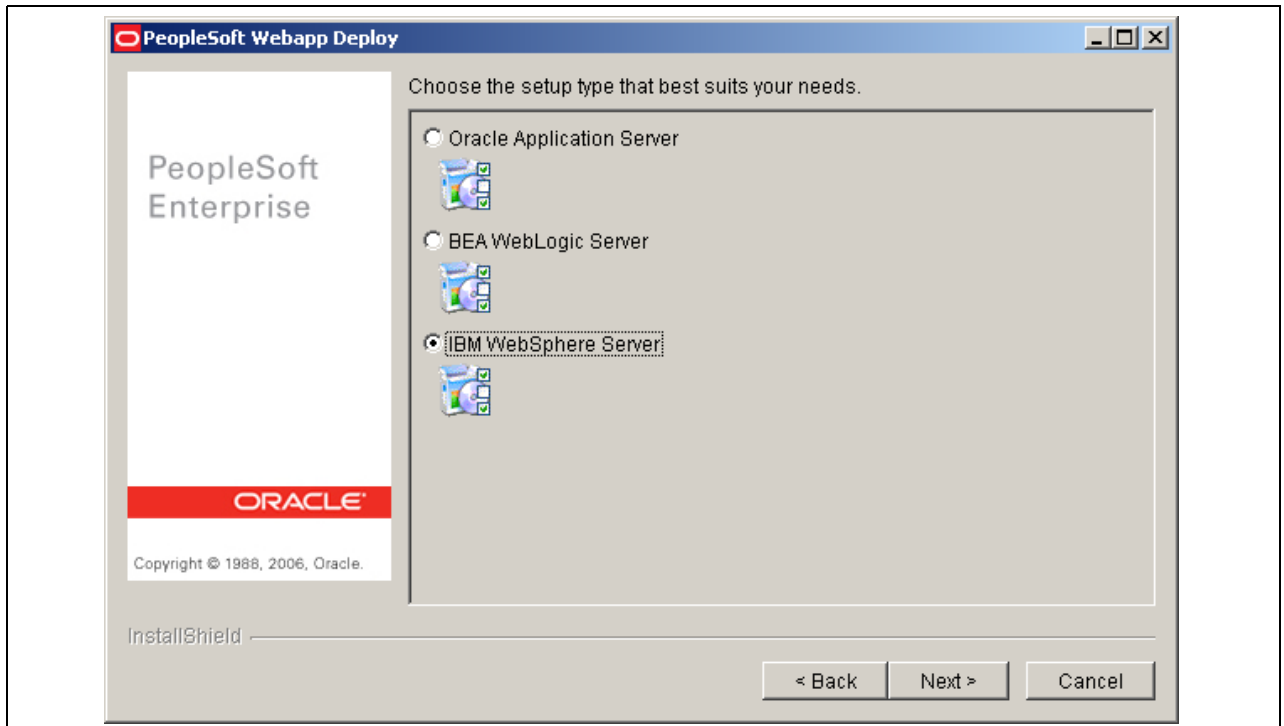 PeopleSoft Webapp Deploy
Choose the setup type that best suits your needs.
PeopleSoft
Enterprise
Oracle Application Server
BEA WebLogic Server
IBM WebSphere Server
ORACLE
Copyright © 1988, 2006, Oracle.
InstallShield
< Back
Next >
Cancel